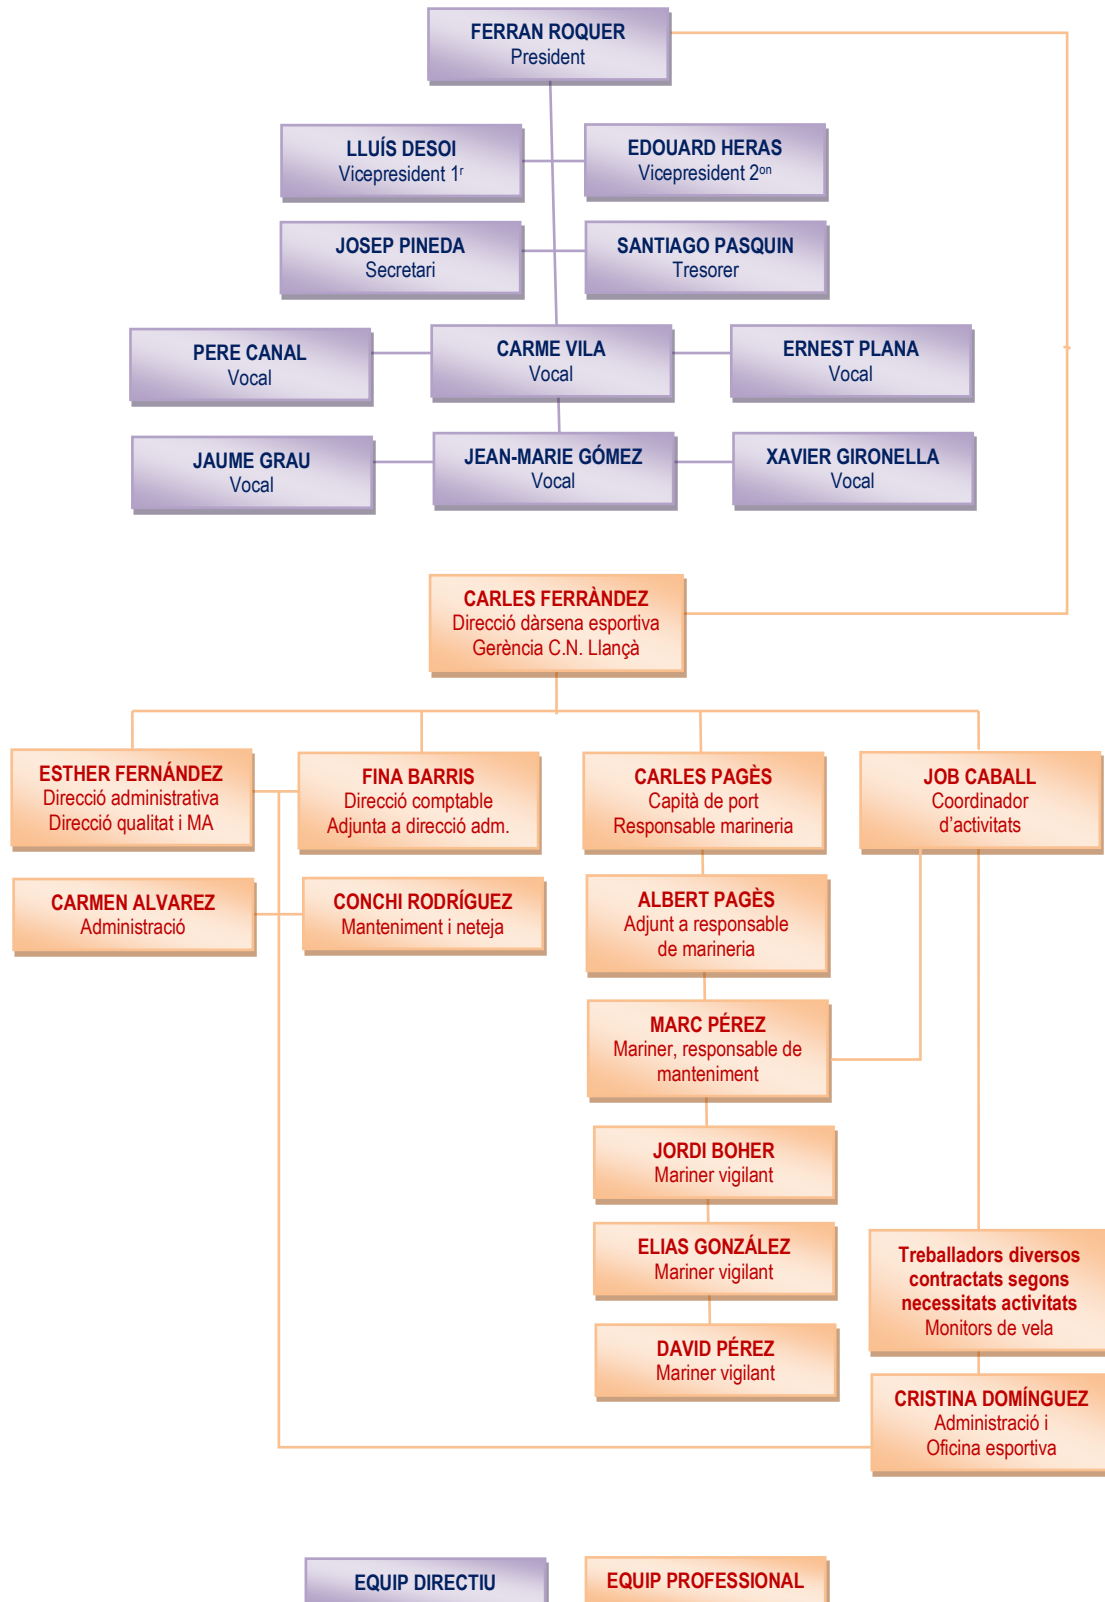 FERRAN ROQUER
President
LLUÍS DESOI
Vicepresident 1r
EDOUARD HERAS
Vicepresident 2on
JOSEP PINEDA
Secretari
SANTIAGO PASQUIN
Tresorer
PERE CANAL
Vocal
CARME VILA
Vocal
ERNEST PLANA
Vocal
JAUME GRAU
Vocal
JEAN-MARIE GÓMEZ
Vocal
XAVIER GIRONELLA
Vocal
CARLES FERRÀNDEZ
Direcció dàrsena esportiva
Gerència C.N. Llançà
ESTHER FERNÁNDEZ
Direcció administrativa
Direcció qualitat i MA
FINA BARRIS
Direcció comptable
Adjunta a direcció adm.
CARLES PAGÈS
Capità de port
Responsable marineria
JOB CABALL
Coordinador
d’activitats
CARMEN ALVAREZ
Administració
CONCHI RODRÍGUEZ
Manteniment i neteja
ALBERT PAGÈS
Adjunt a responsable
de marineria
MARC PÉREZ
Mariner, responsable de
manteniment
JORDI BOHER
Mariner vigilant
ELIAS GONZÁLEZ
Mariner vigilant
DAVID PÉREZ
Mariner vigilant
Treballadors diversos
contractats segons
necessitats activitats
Monitors de vela
CRISTINA DOMÍNGUEZ
Administració i
Oficina esportiva
EQUIP DIRECTIU
EQUIP PROFESSIONAL